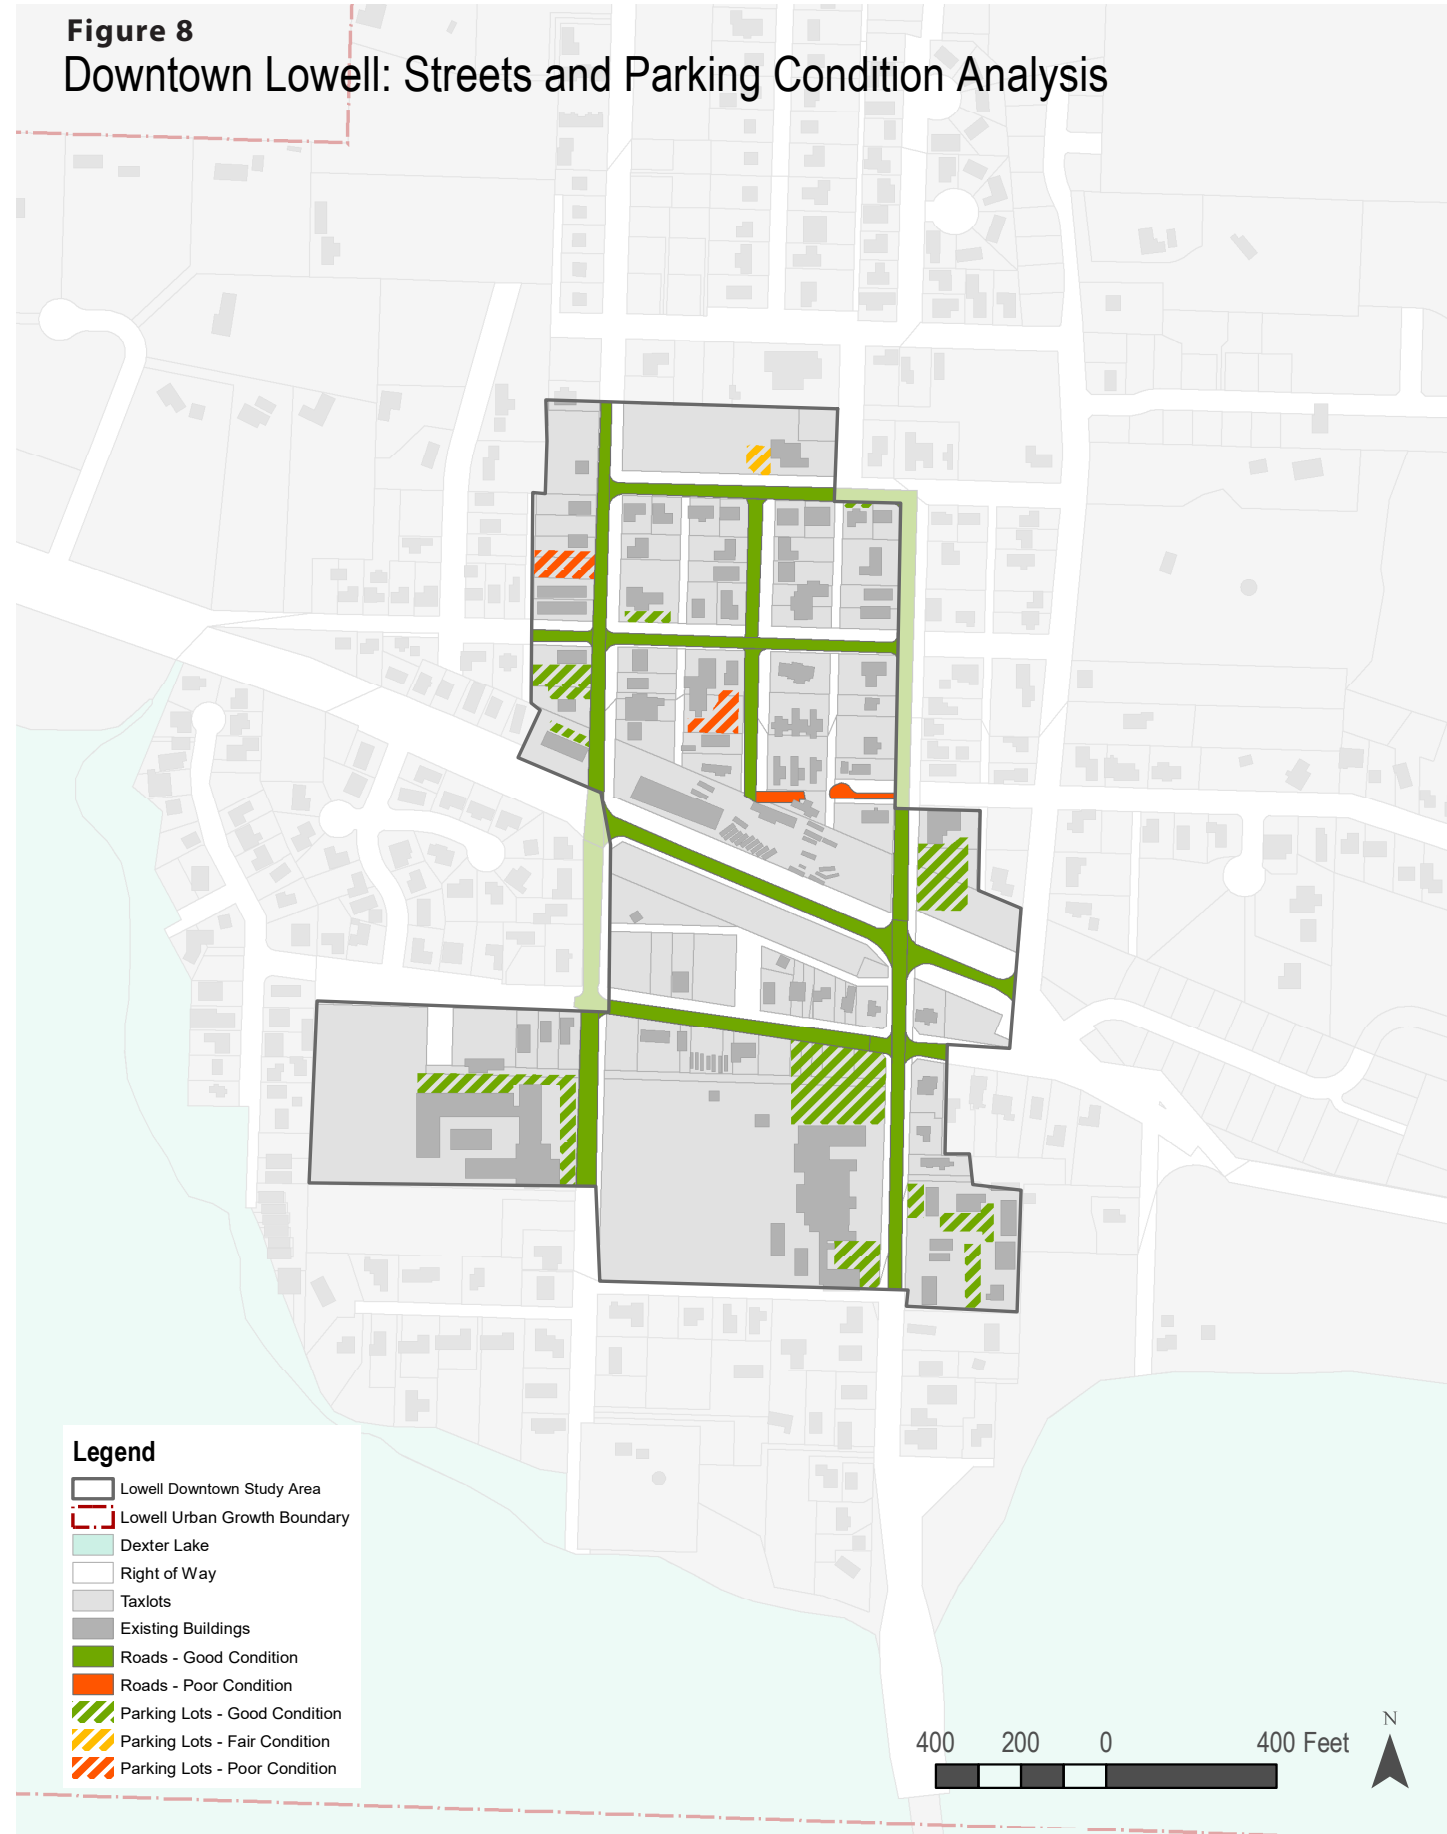 Figure 8
Downtown Lowell: Streets and Parking Condition Analysis
Legend
Lowell Downtown Study Area
Lowell Urban Growth Boundary
Dexter Lake
Right of Way
Taxlots
Existing Buildings
Roads - Good Condition
Roads - Poor Condition
Parking Lots - Good Condition
Parking Lots - Fair Condition
Parking Lots - Poor Condition
400 200 0 400 Feet
N